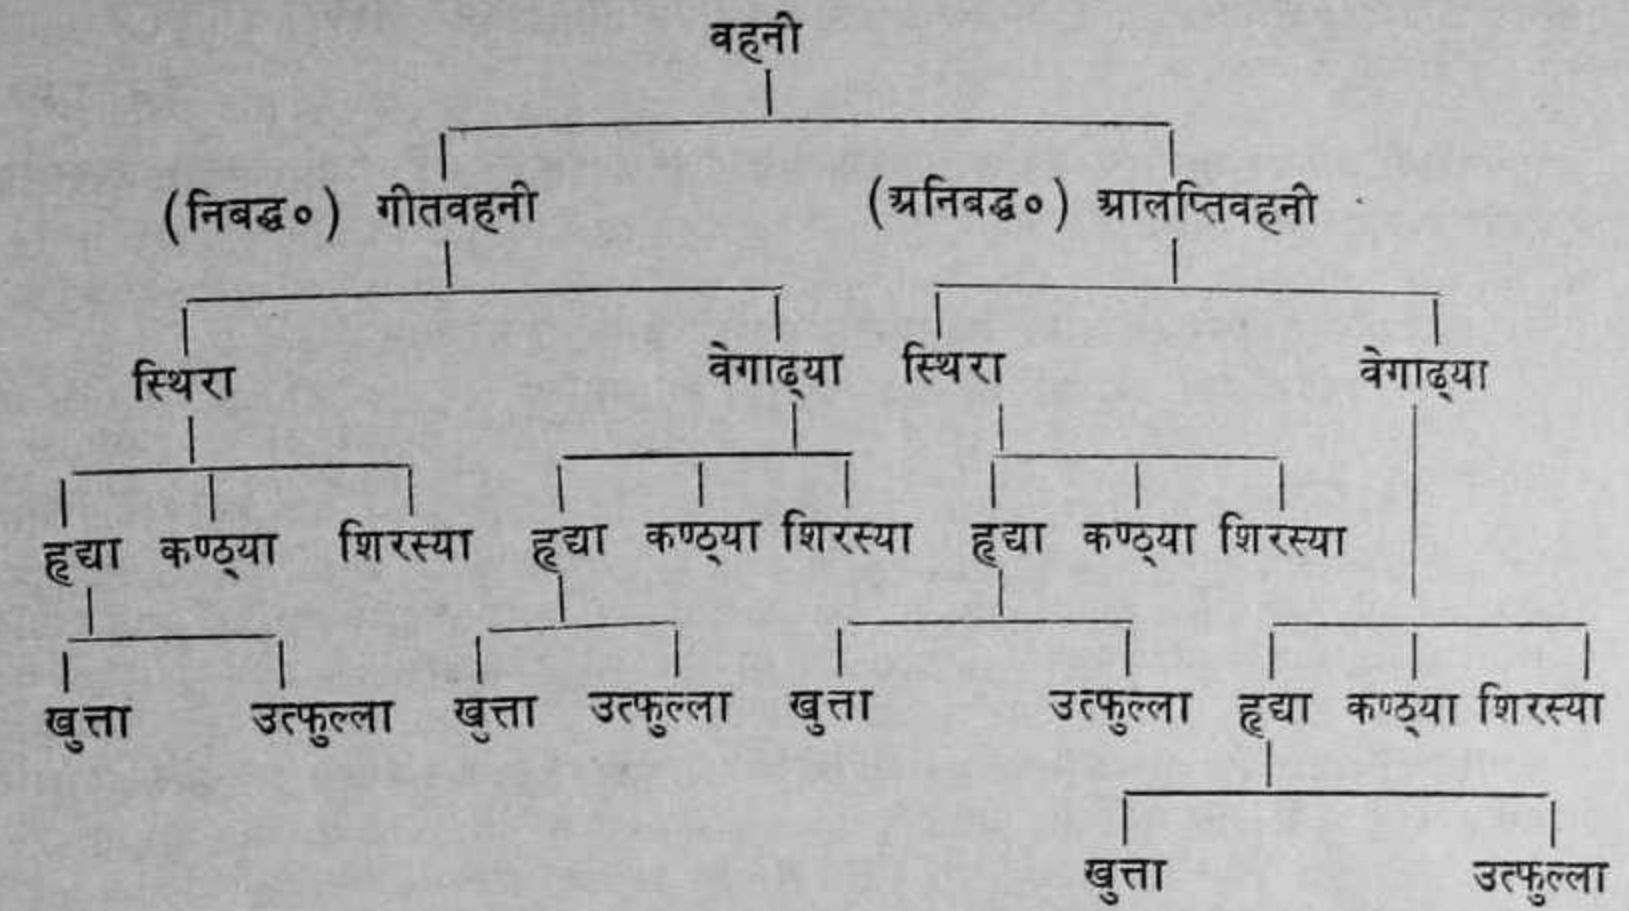 वहनी
(निबद्ध०) गीतवहनी (अनिबद्ध०) आलप्तिवहनी
स्थिरा वेगाढ्या स्थिरा वेगाढ्या
हृद्या कण्ठ्या शिरस्या हृद्या कण्ठ्या शिरस्या हृद्या कण्ठ्या शिरस्या
खुत्ता उत्फुल्ला खुत्ता उत्फुल्ला खुत्ता उत्फुल्ला हृद्या कण्ठ्या शिरस्या
खुत्ता उत्फुल्ला